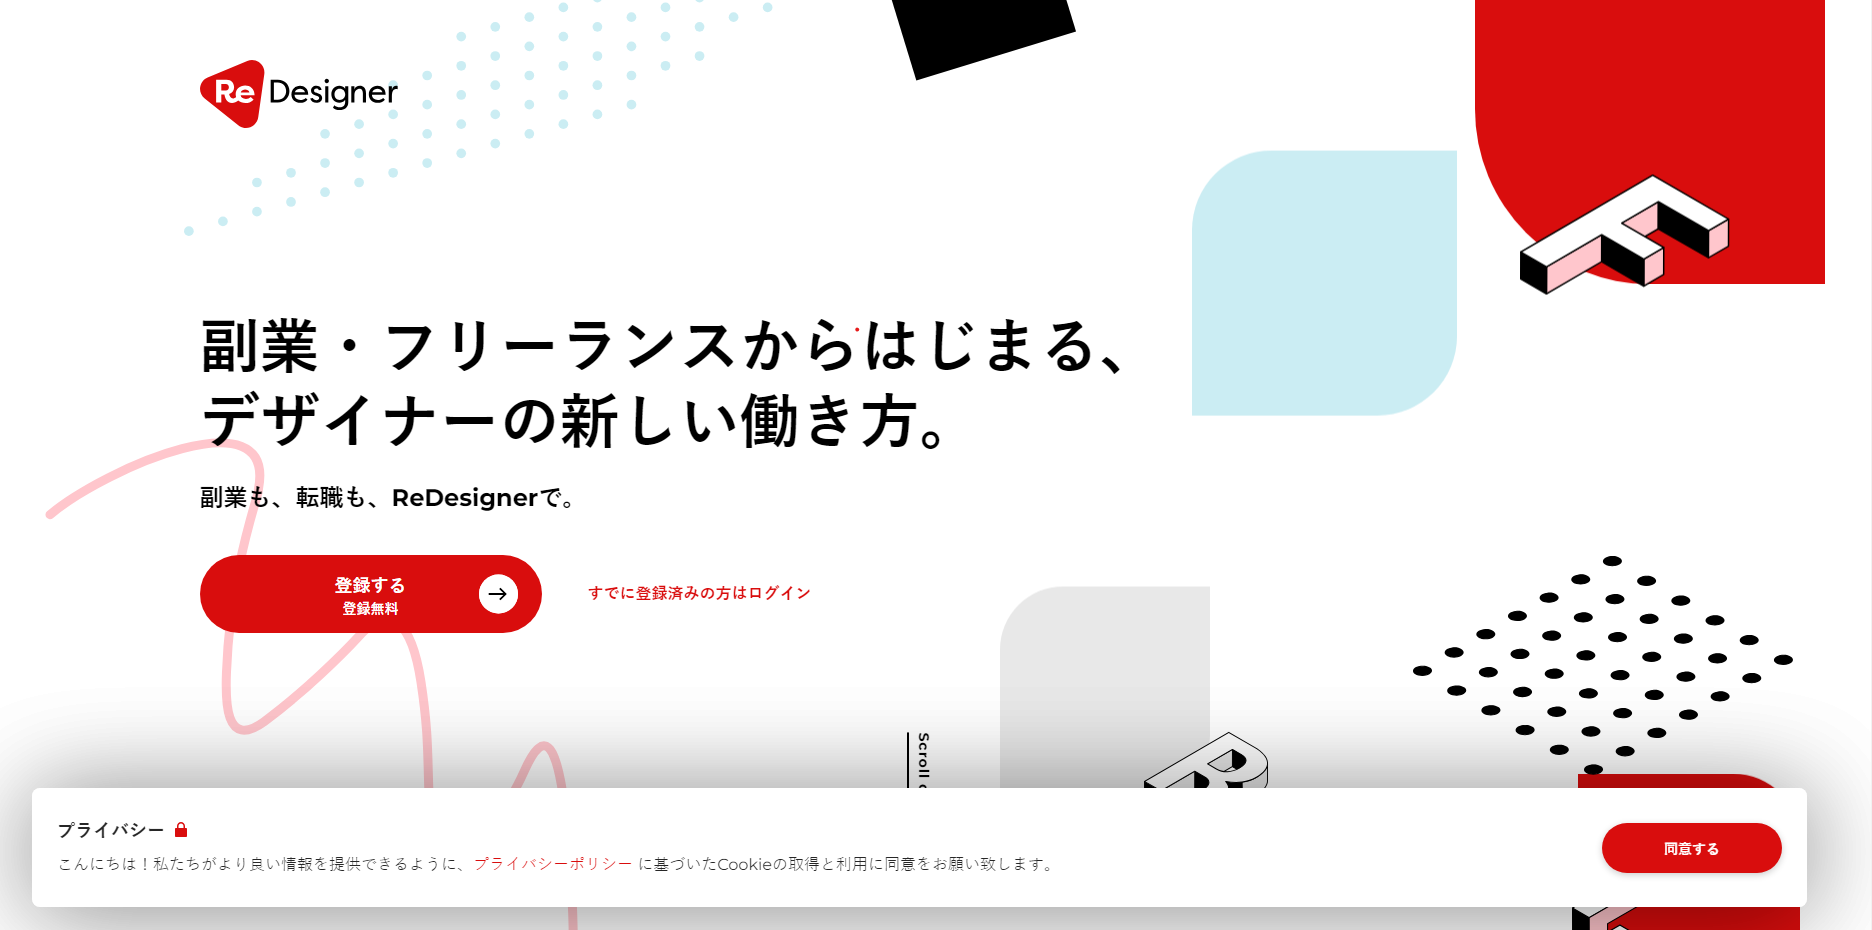 Re Designer
副業・フリーランスからはじまる、
デザイナーの新しい働き方。
副業も、転職も、ReDesignerで。
登録する
登録無料
すでに登録済みの方はログイン
Scroll
プライバシー
こんにちは！私たちがより良い情報を提供できるように、プライバシーポリシー に基づいたCookieの取得と利用に同意をお願い致します。
同意する